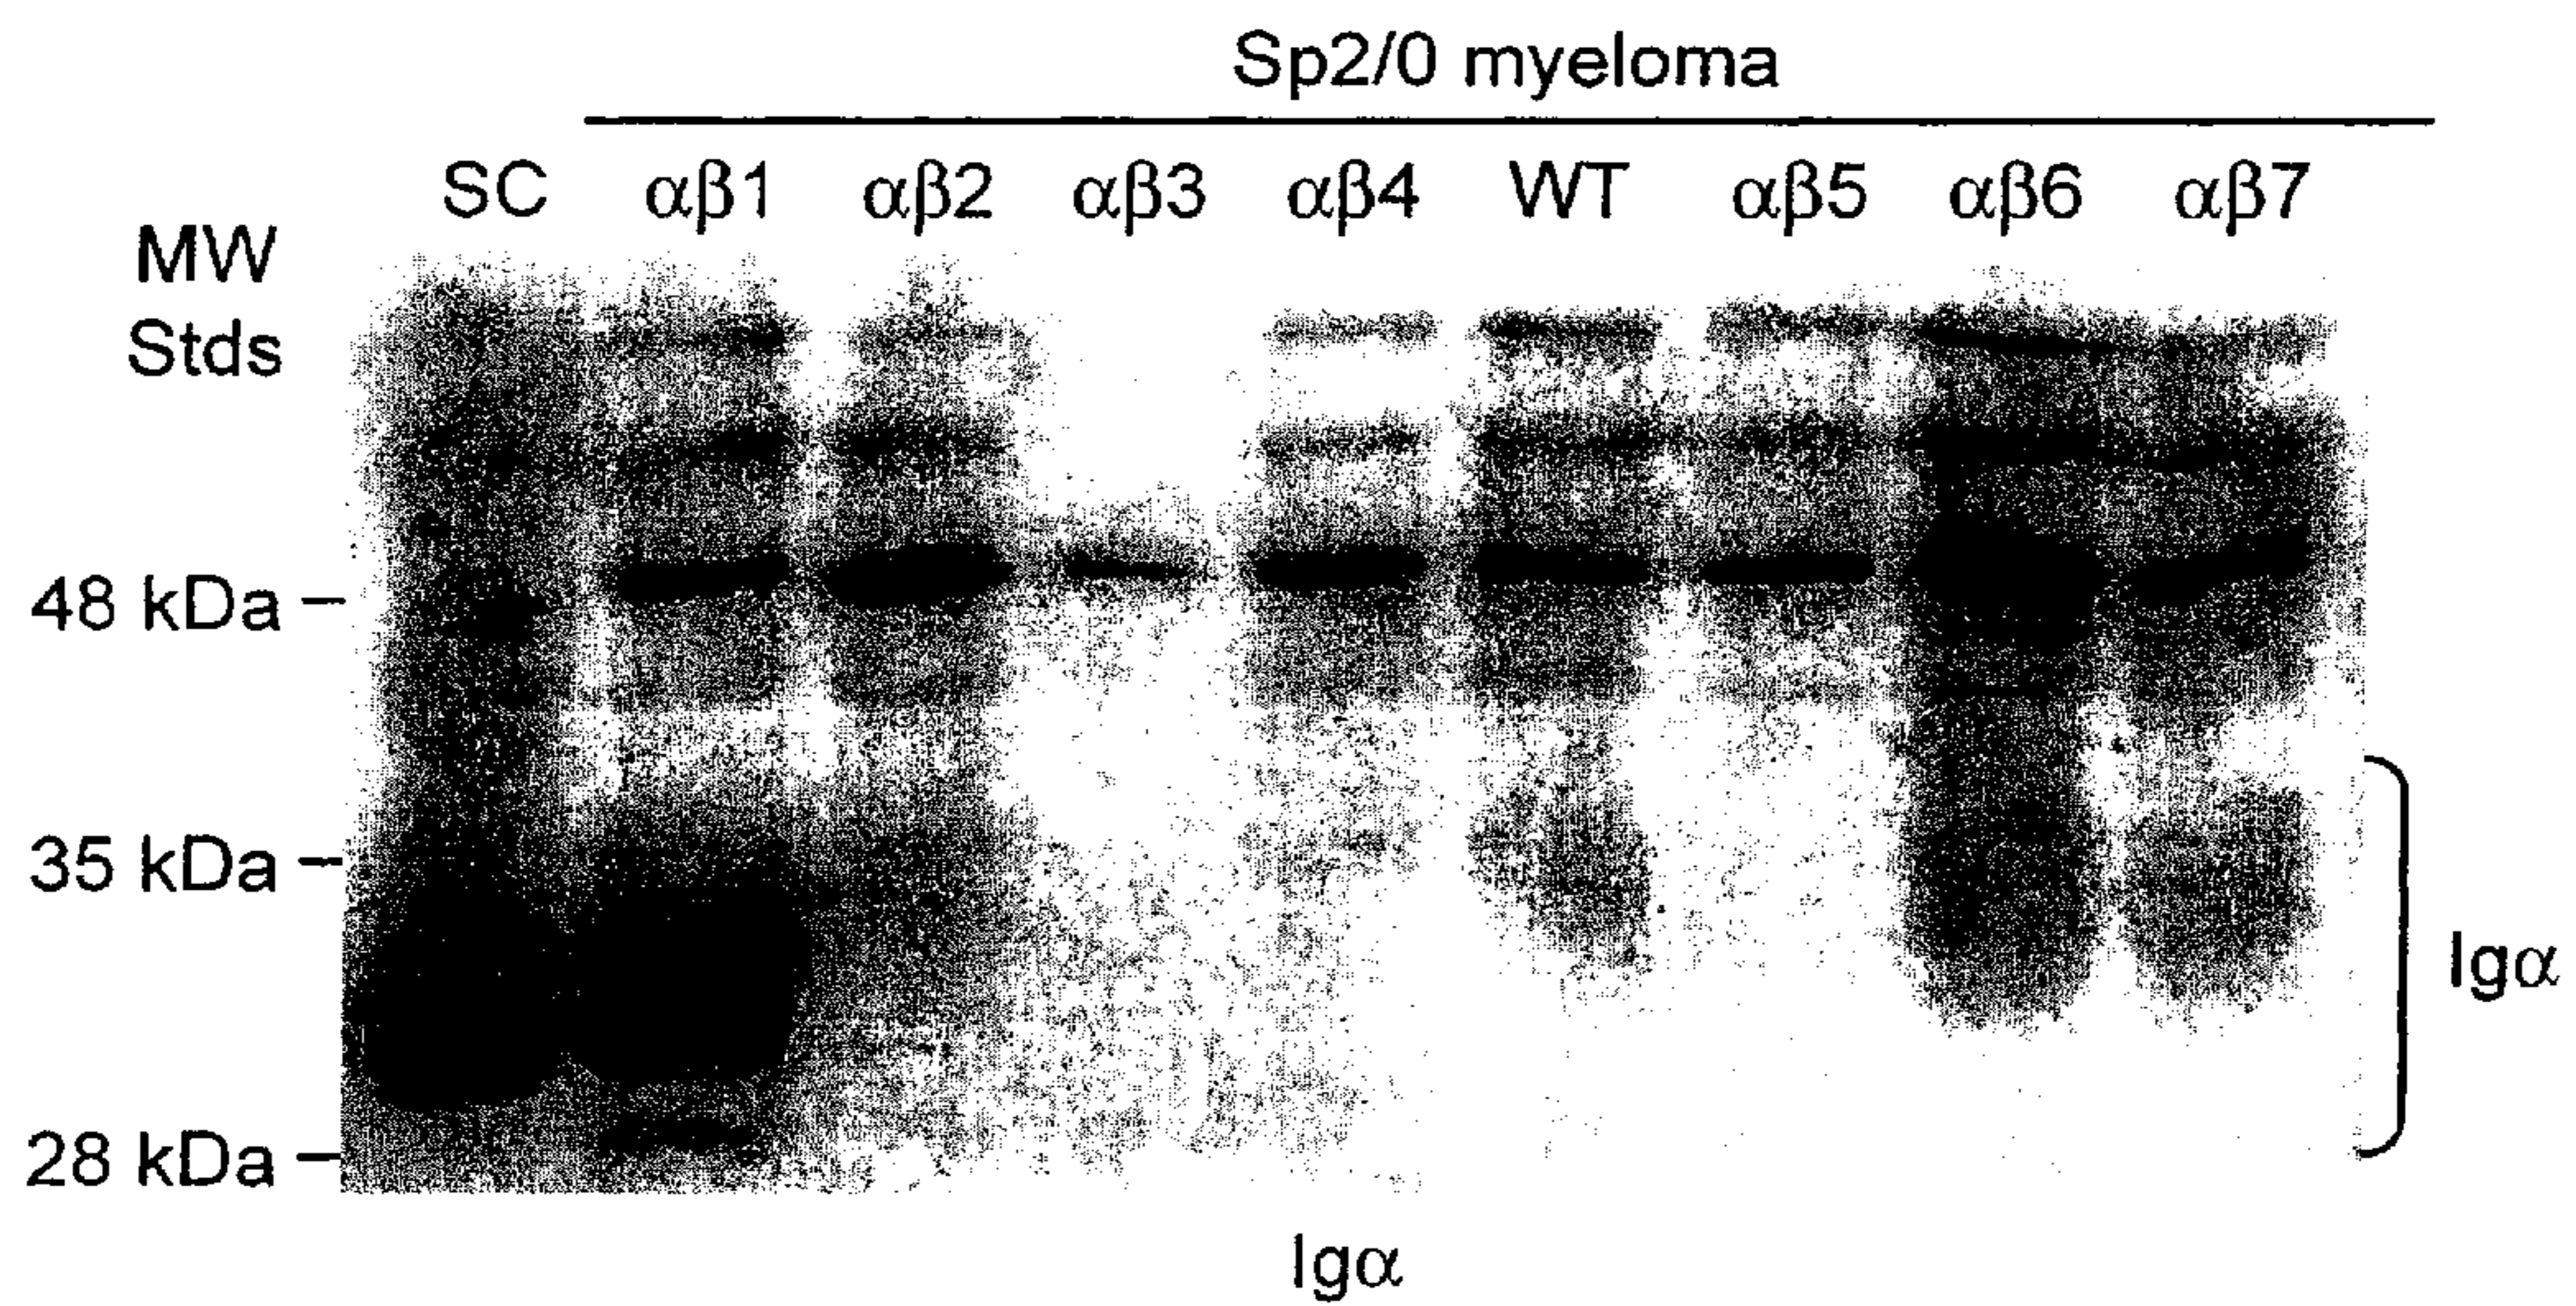 Sp2/0 myeloma
SC αβ1 αβ2 αβ3 αβ4 WT αβ5 αβ6 αβ7
MW
Stds
48 kDa
35 kDa
Igα
28 kDa
Igα